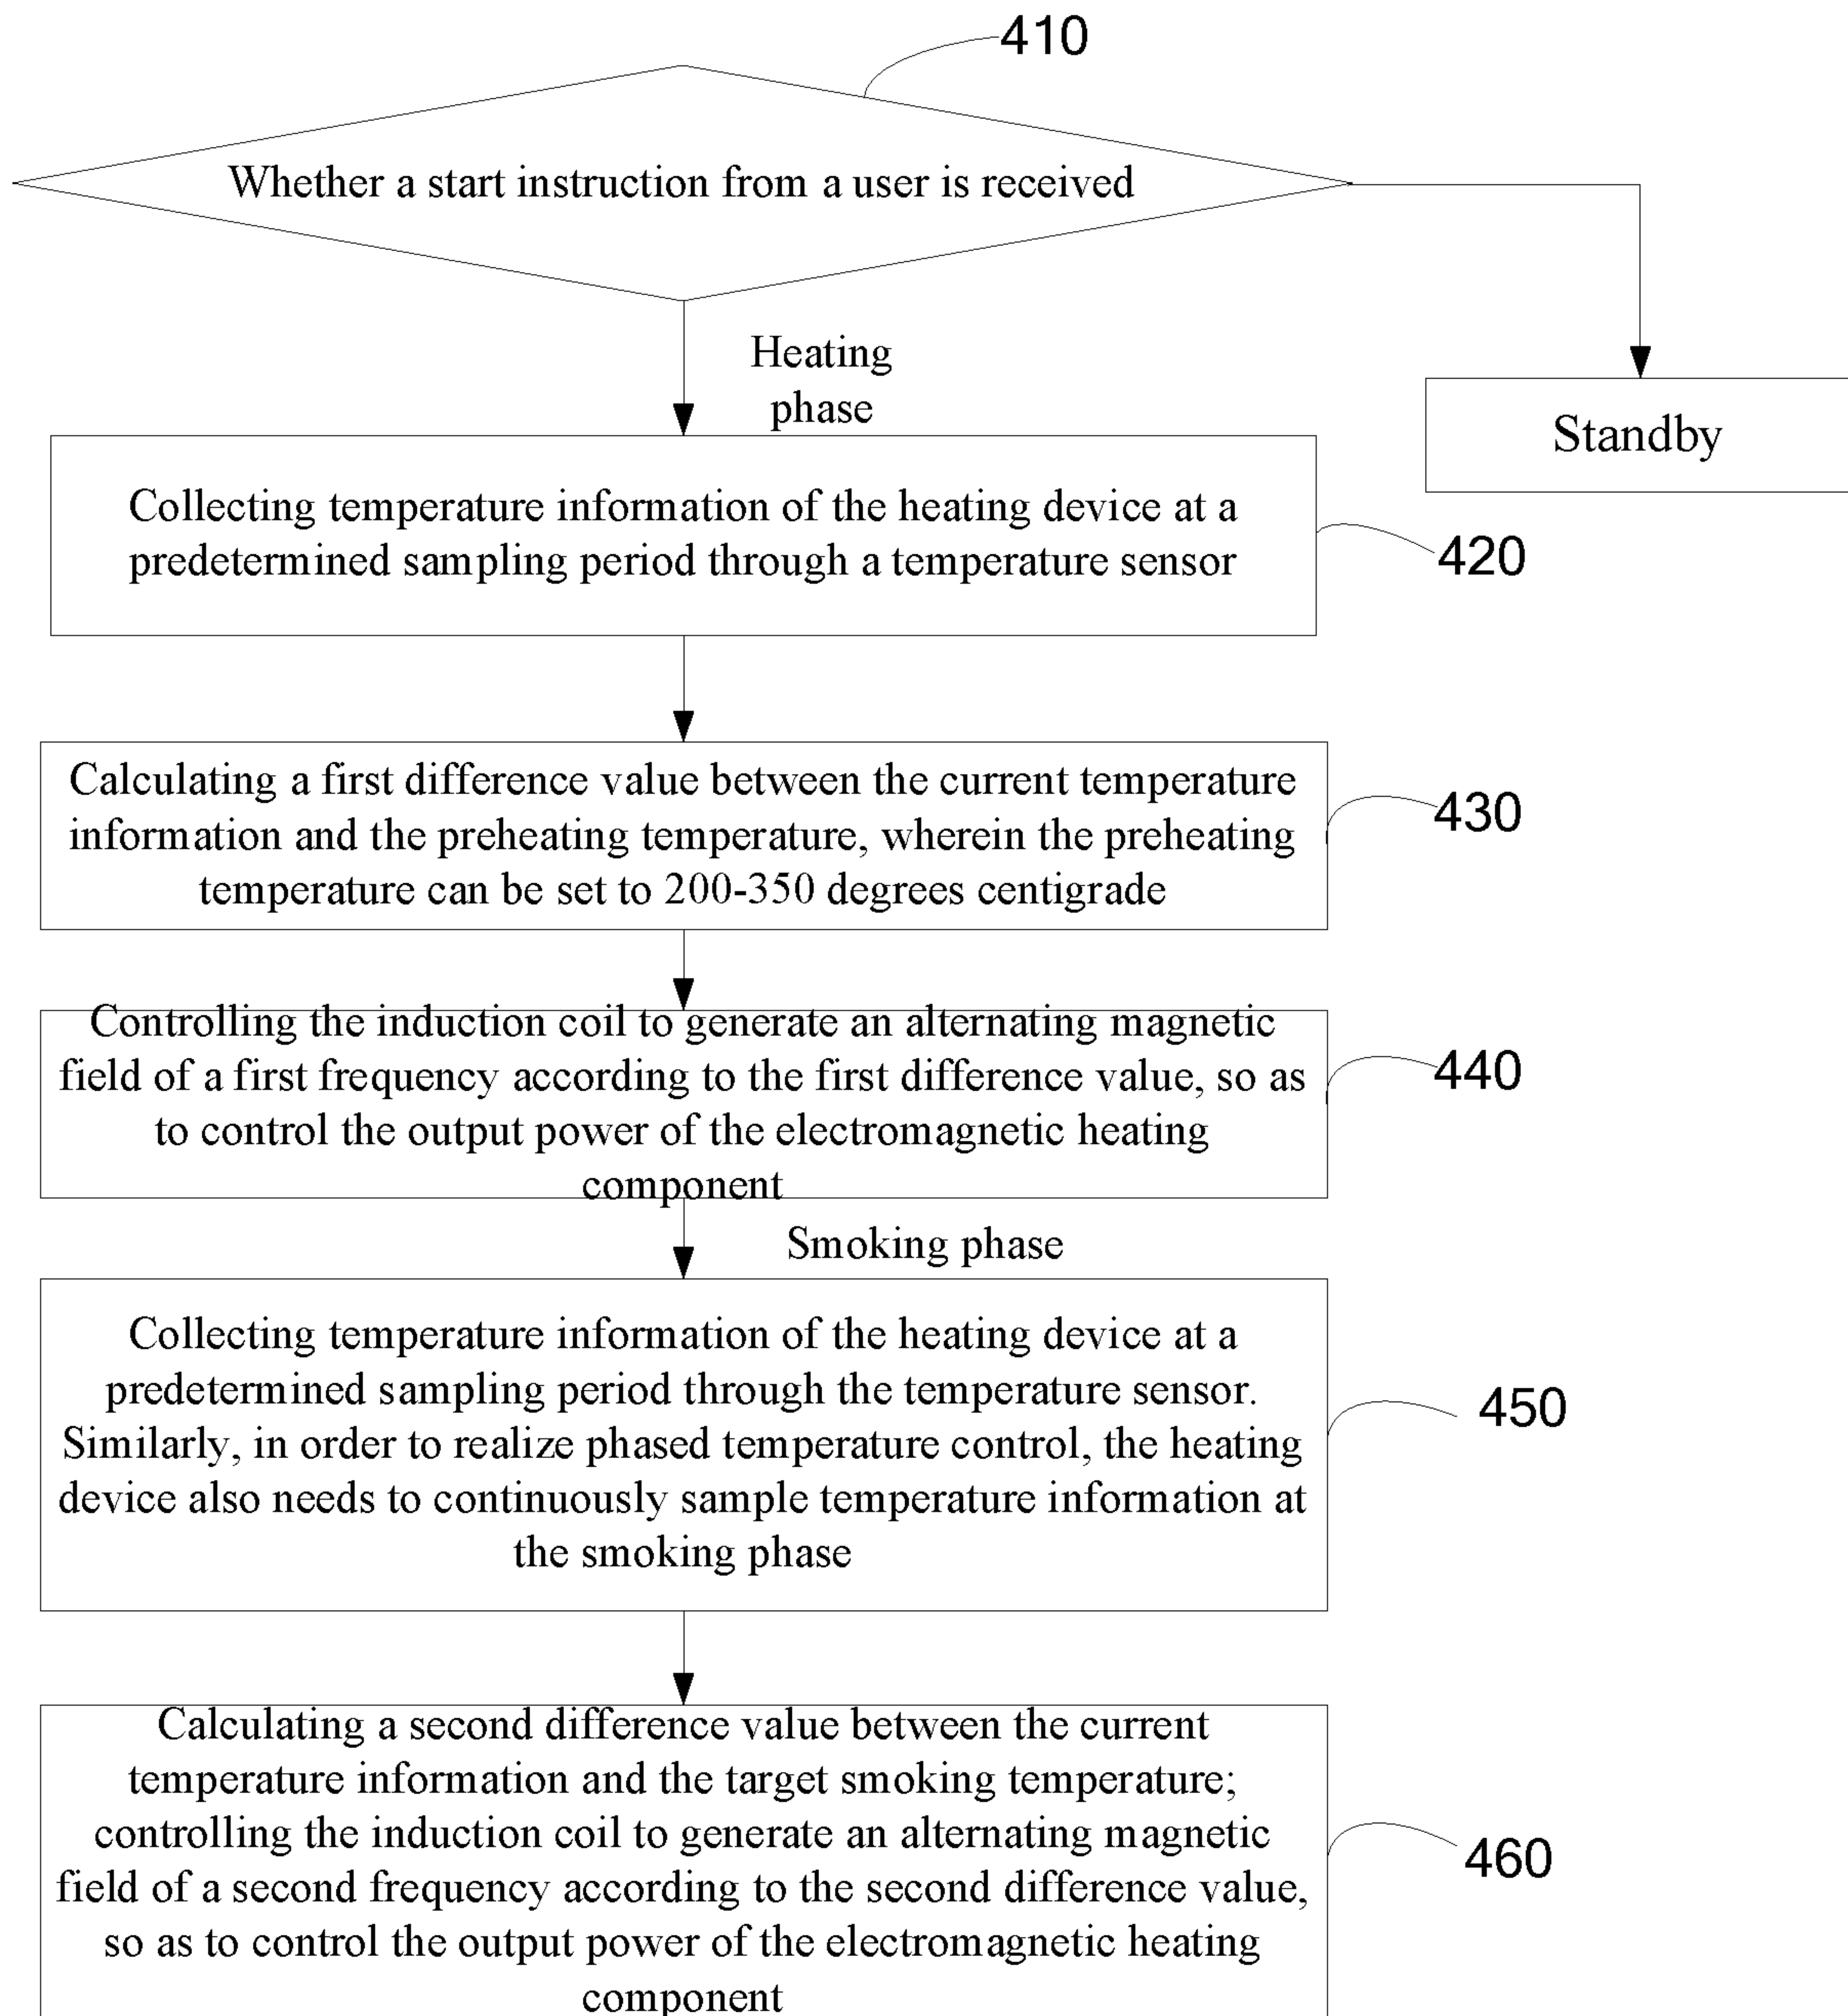 410
Whether a start instruction from a user is received
Heating
phase
Standby
Collecting temperature information of the heating device at a
predetermined sampling period through a temperature sensor
420
Calculating a first difference value between the current temperature
information and the preheating temperature, wherein the preheating
temperature can be set to 200-350 degrees centigrade
430
Controlling the induction coil to generate an alternating magnetic
field of a first frequency according to the first difference value, so as
to control the output power of the electromagnetic heating
component
440
Smoking phase
Collecting temperature information of the heating device at a
predetermined sampling period through the temperature sensor.
Similarly, in order to realize phased temperature control, the heating
device also needs to continuously sample temperature information at
the smoking phase
450
Calculating a second difference value between the current
temperature information and the target smoking temperature;
controlling the induction coil to generate an alternating magnetic
field of a second frequency according to the second difference value,
so as to control the output power of the electromagnetic heating
component
460